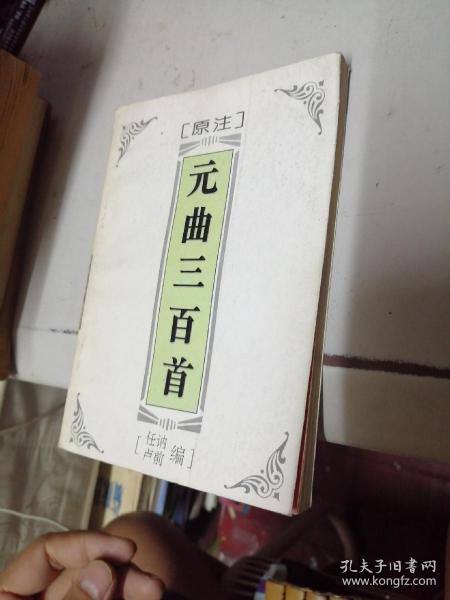 [原注]
元曲三百首
[任讷 卢前 编]
孔夫子旧书网
www.kongfz.com